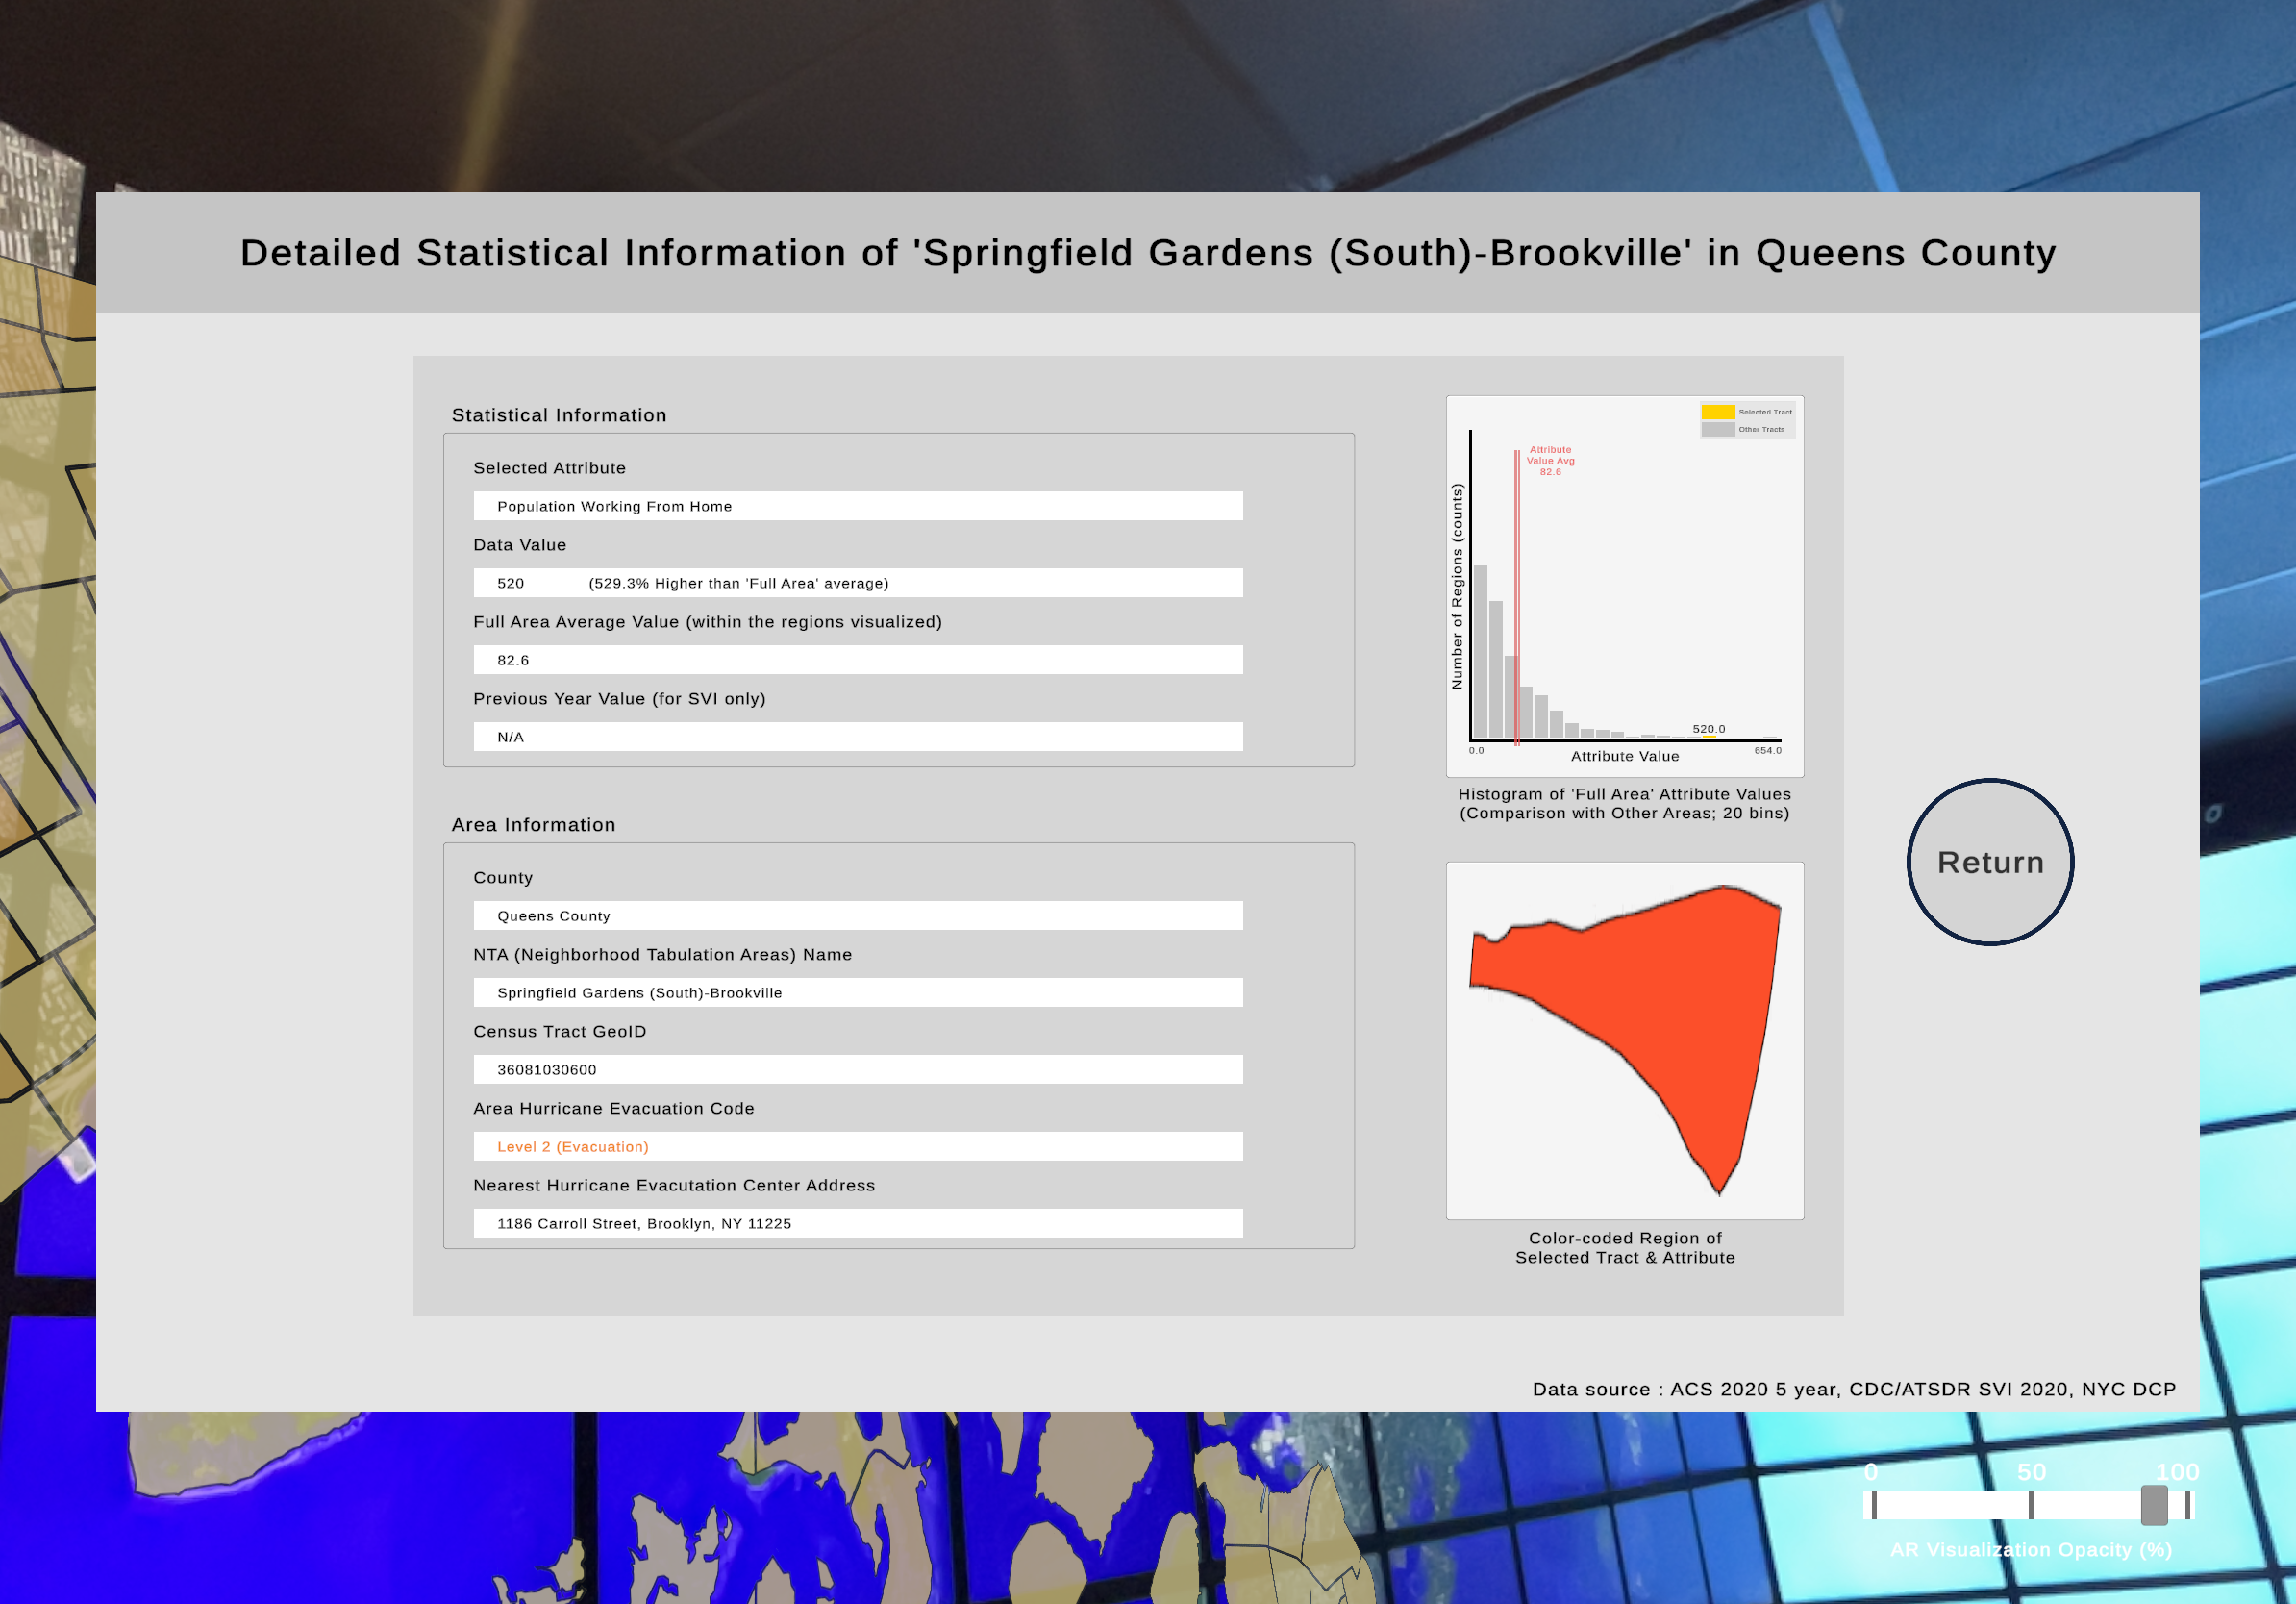 Detailed Statistical Information of 'Springfield Gardens (South)-Brookville' in Queens County
Statistical Information
Selected Attribute
Population Working From Home
Data Value
520 (529.3% Higher than 'Full Area' average)
Full Area Average Value (within the regions visualized)
82.6
Previous Year Value (for SVI only)
N/A
Area Information
County
Queens County
NTA (Neighborhood Tabulation Areas) Name
Springfield Gardens (South)-Brookville
Census Tract GeoID
36081030600
Area Hurricane Evacuation Code
Level 2 (Evacuation)
Nearest Hurricane Evacutation Center Address
1186 Carroll Street, Brooklyn, NY 11225
Selected Tract
Other Tracts
Attribute
Value Avg
82.6
Number of Regions (counts)
520.0
0.0
654.0
Attribute Value
Histogram of 'Full Area' Attribute Values
(Comparison with Other Areas; 20 bins)
Color-coded Region of
Selected Tract & Attribute
Return
Data source : ACS 2020 5 year, CDC/ATSDR SVI 2020, NYC DCP
0 50 100
AR Visualization Opacity (%)